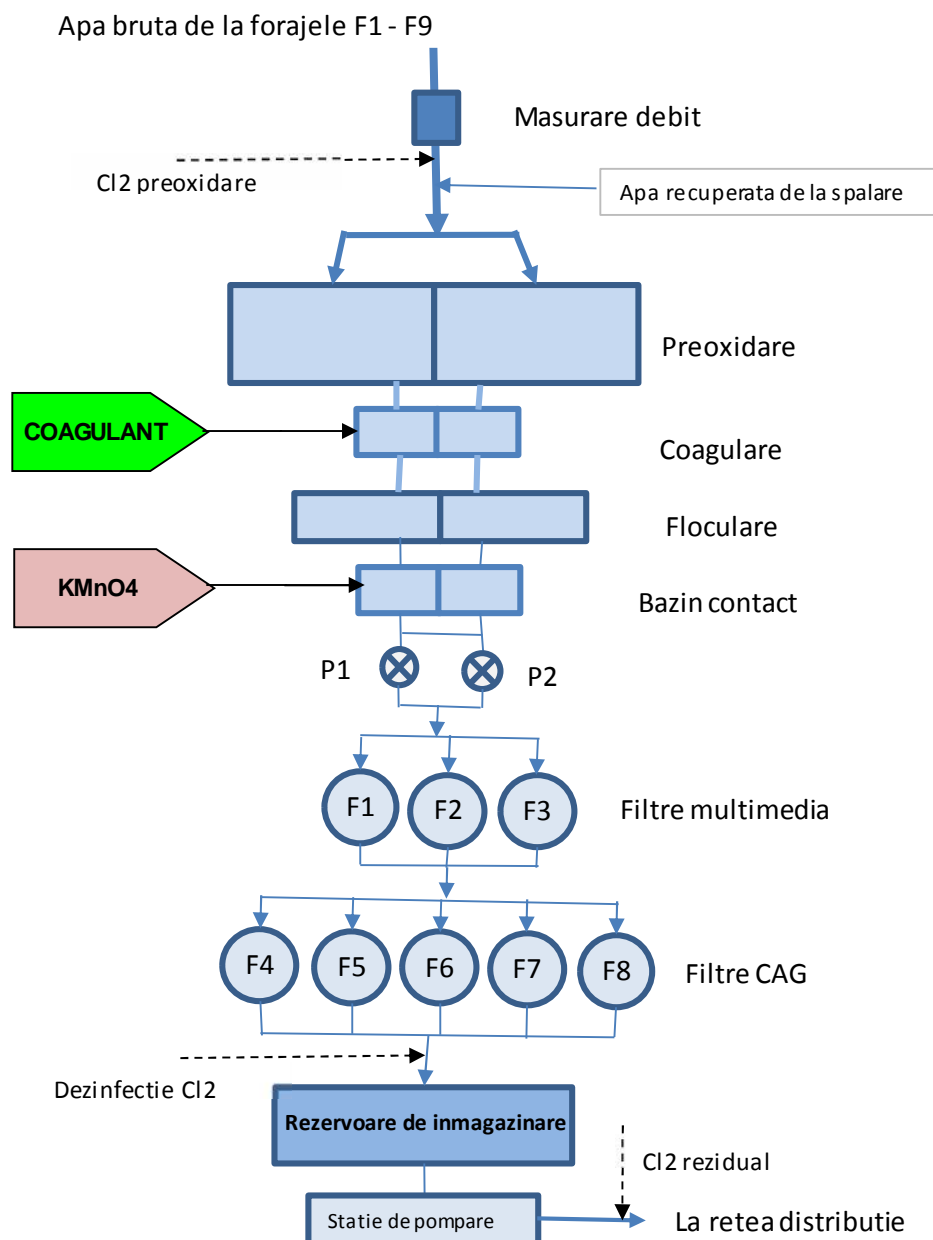 Apa bruta de la forajele F1 - F9
Masurare debit
Cl2 preoxidare
Apa recuperata de la spalare
Preoxidare
COAGULANT
Coagulare
Floculare
KMnO4
Bazin contact
P1
P2
F1
F2
F3
Filtre multimedia
F4
F5
F6
F7
F8
Filtre CAG
Dezinfectie Cl2
Rezervoare de inmagazinare
Cl2 rezidual
Statie de pompare
La retea distributie